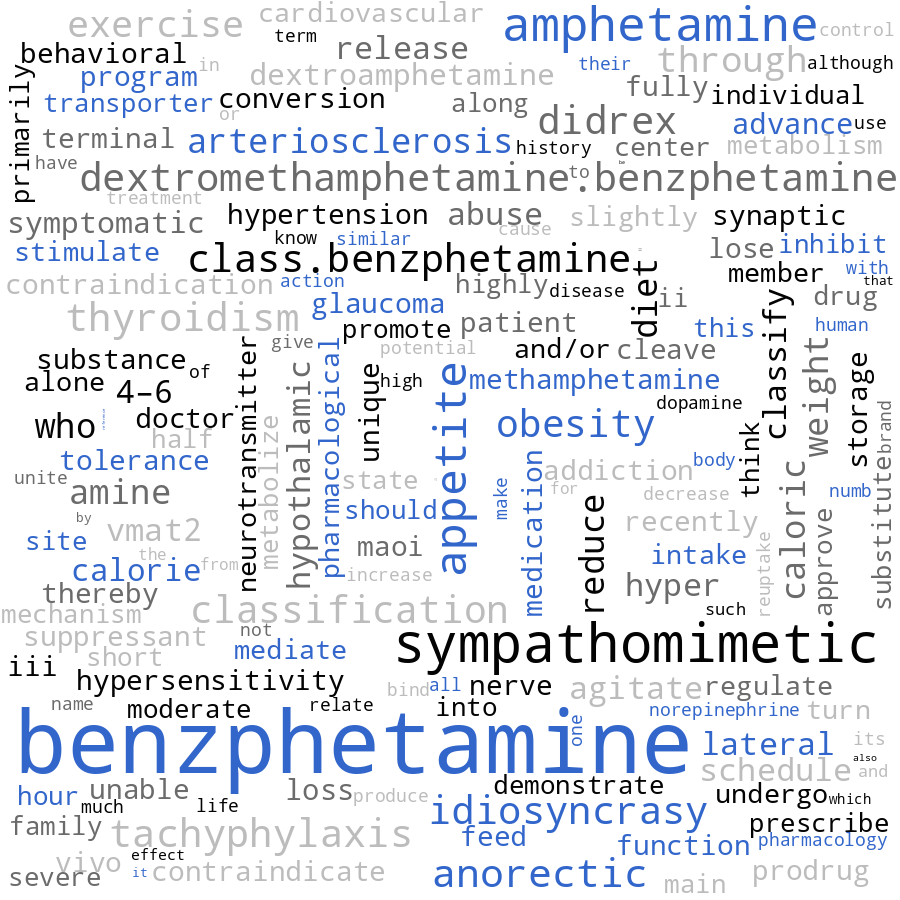 exercise
cardiovascular
amphetamine
control
term
behavioral
release
their
through
although
in
program
dextroamphetamine
fully
individual
primarily
transporter
conversion
along
or
didrex
advance
use
terminal
arteriosclerosis
history
center
metabolism
have
dextromethamphetamine.benzphetamine
to
be
treatment
symptomatic
hypertension
abuse
slightly
synaptic
cause
know
similar
stimulate
class.benzphetamine
lose
inhibit
member
with
that
contraindication
action
highly
disease
diet
ii
drug
glaucoma
thyroidism
promote
patient
this
classify
human
substance
of
give
potential
and/or
cleave
alone
4–6
neurotransmitter
hypothalamic
pharmacological
unique
high
appetite
methamphetamine
weight
storage
dopamine
who
doctor
half
obesity
brand
tolerance
metabolize
state
medication
addiction
body
think
unite
amine
make
for
decrease
caloric
numb
substitute
by
vmat2
should
reduce
recently
approve
site
the
from
maoi
intake
reuptake
calorie
increase
hyper
thereby
mechanism
classification
such
suppressant
not
sympathomimetic
short
mediate
iii
hypersensitivity
bind
all
nerve
agitate
regulate
name
moderate
relate
into
norepinephrine
turn
benzphetamine
one
lateral
its
also
schedule
and
hour
unable
loss
produce
demonstrate
undergo
which
much
life
idiosyncrasy
prescribe
family
tachyphylaxis
feed
function
pharmacology
vivo
effect
severe
it
contraindicate
anorectic
main
prodrug